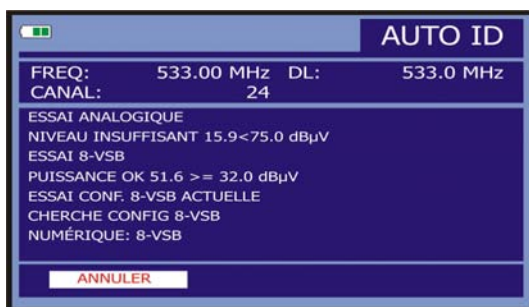 AUTO ID
FREQ: 533.00 MHz DL: 533.0 MHz
CANAL: 24
ESSAI ANALOGIQUE
NIVEAU INSUFFISANT 15.9<75.0 dBµV
ESSAI 8-VSB
PUISSANCE OK 51.6 >= 32.0 dBµV
ESSAI CONF. 8-VSB ACTUELLE
CHERCHE CONFIG 8-VSB
NUMÉRIQUE: 8-VSB
ANNULER